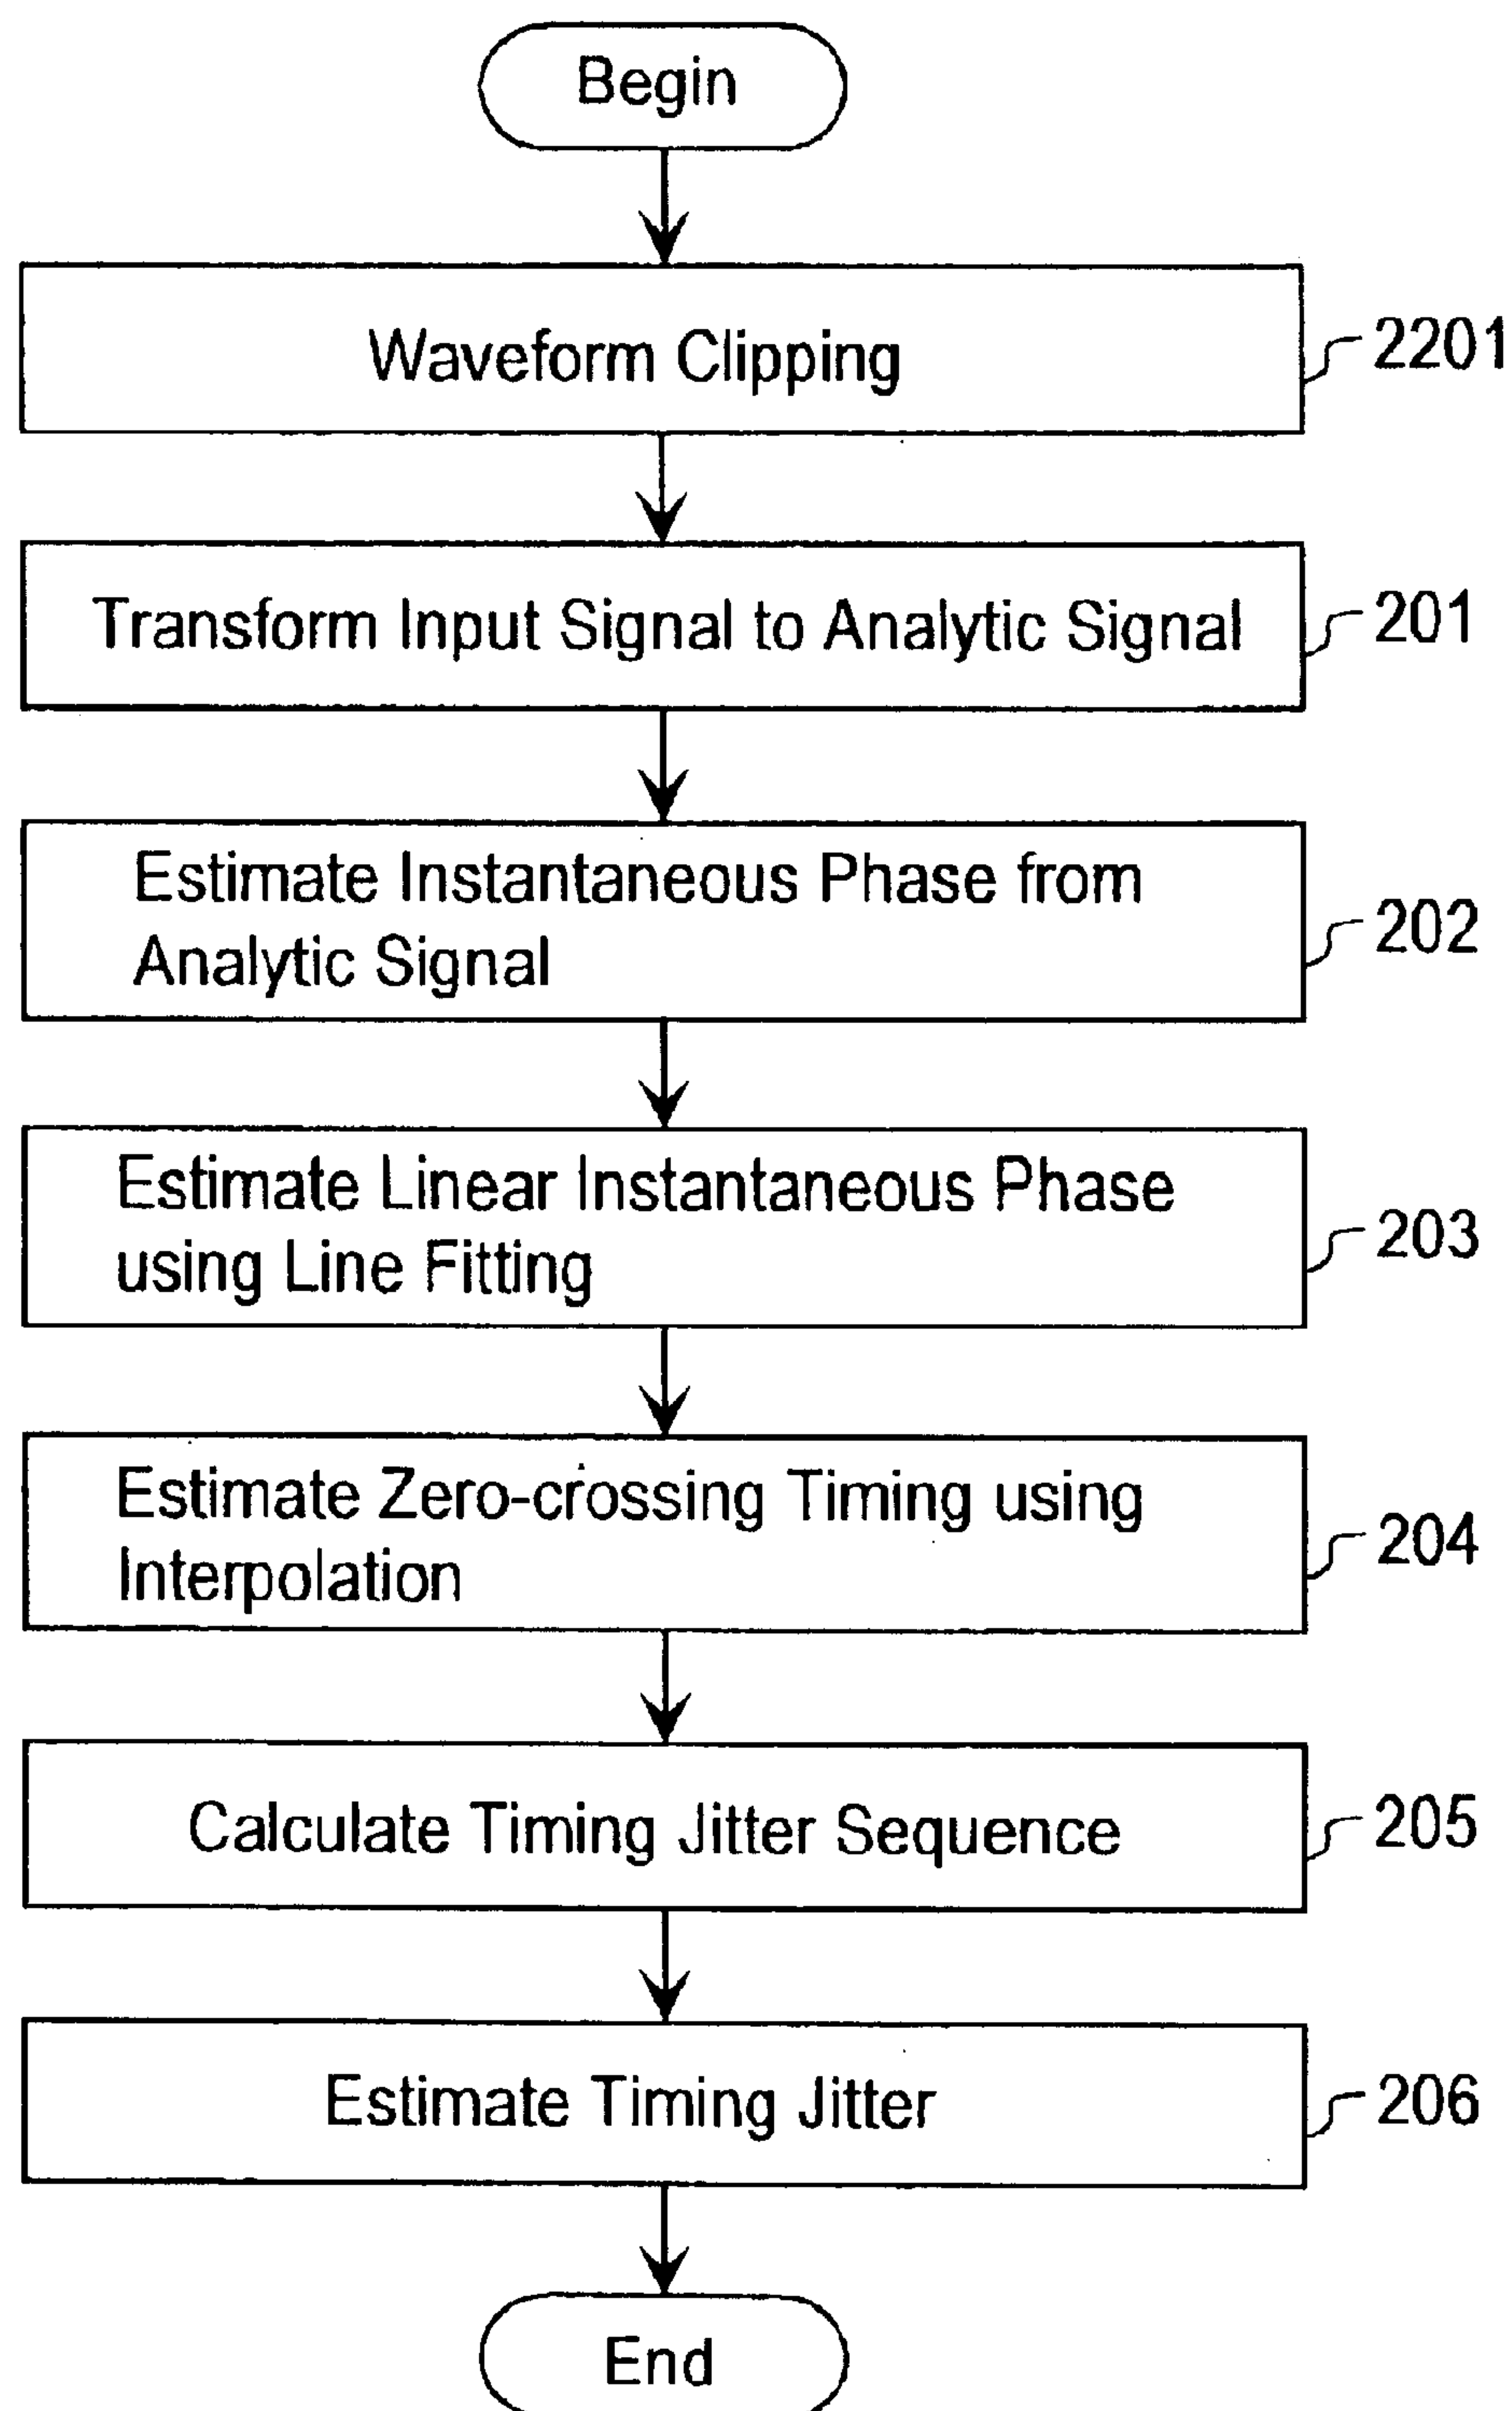 Begin
Waveform Clipping
2201
Transform Input Signal to Analytic Signal
201
Estimate Instantaneous Phase from
Analytic Signal
202
Estimate Linear Instantaneous Phase
using Line Fitting
203
Estimate Zero-crossing Timing using
Interpolation
204
Calculate Timing Jitter Sequence
205
Estimate Timing Jitter
206
End